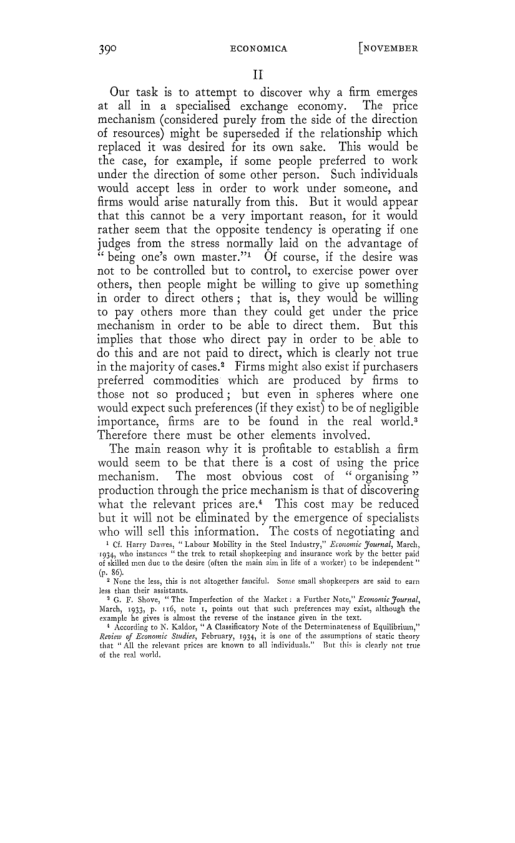 390 ECONOMICA [NOVEMBER
II
Our task is to attempt to discover why a firm emerges
at all in a specialised exchange economy. The price
mechanism (considered purely from the side of the direction
of resources) might be superseded if the relationship which
replaced it was desired for its own sake. This would be
the case, for example, if some people preferred to work
under the direction of some other person. Such individuals
would accept less in order to work under someone, and
firms would arise naturally from this. But it would appear
that this cannot be a very important reason, for it would
rather seem that the opposite tendency is operating if one
judges from the stress normally laid on the advantage of
“ being one's own master.”¹ Of course, if the desire was
not to be controlled but to control, to exercise power over
others, then people might be willing to give up something
in order to direct others ; that is, they would be willing
to pay others more than they could get under the price
mechanism in order to be able to direct them. But this
implies that those who direct pay in order to be able to
do this and are not paid to direct, which is clearly not true
in the majority of cases.² Firms might also exist if purchasers
preferred commodities which are produced by firms to
those not so produced ; but even in spheres where one
would expect such preferences (if they exist) to be of negligible
importance, firms are to be found in the real world.³
Therefore there must be other elements involved.
The main reason why it is profitable to establish a firm
would seem to be that there is a cost of using the price
mechanism. The most obvious cost of “ organising ”
production through the price mechanism is that of discovering
what the relevant prices are.⁴ This cost may be reduced
but it will not be eliminated by the emergence of specialists
who will sell this information. The costs of negotiating and
¹ Cf. Harry Dawes, “ Labour Mobility in the Steel Industry,” Economic Journal, March,
1934, who instances “ the trek to retail shopkeeping and insurance work by the better paid
of skilled men due to the desire (often the main aim in life of a worker) to be independent ”
(p. 86).
² None the less, this is not altogether fanciful. Some small shopkeepers are said to earn
less than their assistants.
³ G. F. Shove, “ The Imperfection of the Market : a Further Note,” Economic Journal,
March, 1933, p. 116, note 1, points out that such preferences may exist, although the
example he gives is almost the reverse of the instance given in the text.
⁴ According to N. Kaldor, “ A Classificatory Note of the Determinateness of Equilibrium,”
Review of Economic Studies, February, 1934, it is one of the assumptions of static theory
that “ All the relevant prices are known to all individuals.” But this is clearly not true
of the real world.